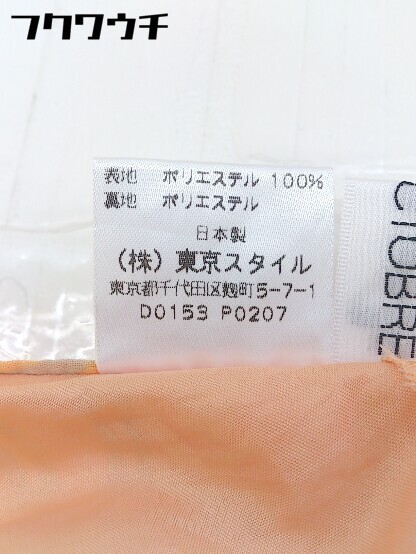 フクワウチ
表地 ポリエステル 100%
裏地 ポリエステル
日本製
(株) 東京スタイル
東京都千代田区麹町5-7-1
D0153 P0207
CTOBRE